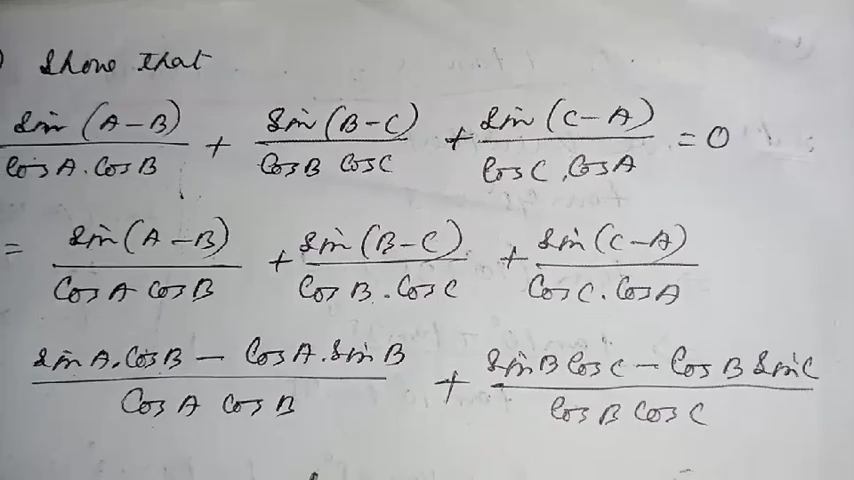 ) Show that
sin (A-B) / cos A . cos B + sin (B-C) / cos B cos C + sin (C-A) / cos C . cos A = 0
= sin (A-B) / cos A cos B + sin (B-C) / cos B . cos C + sin (C-A) / cos C . cos A
sin A . cos B - cos A . sin B / cos A cos B + sin B cos C - cos B sin C / cos B cos C